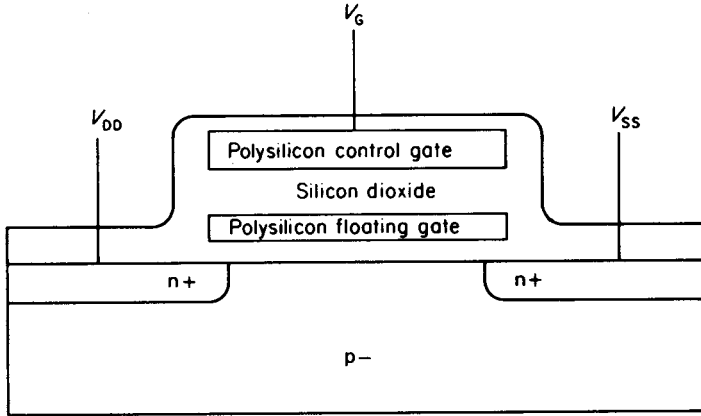 V_G
V_DD
V_SS
Polysilicon control gate
Silicon dioxide
Polysilicon floating gate
n+
n+
p−